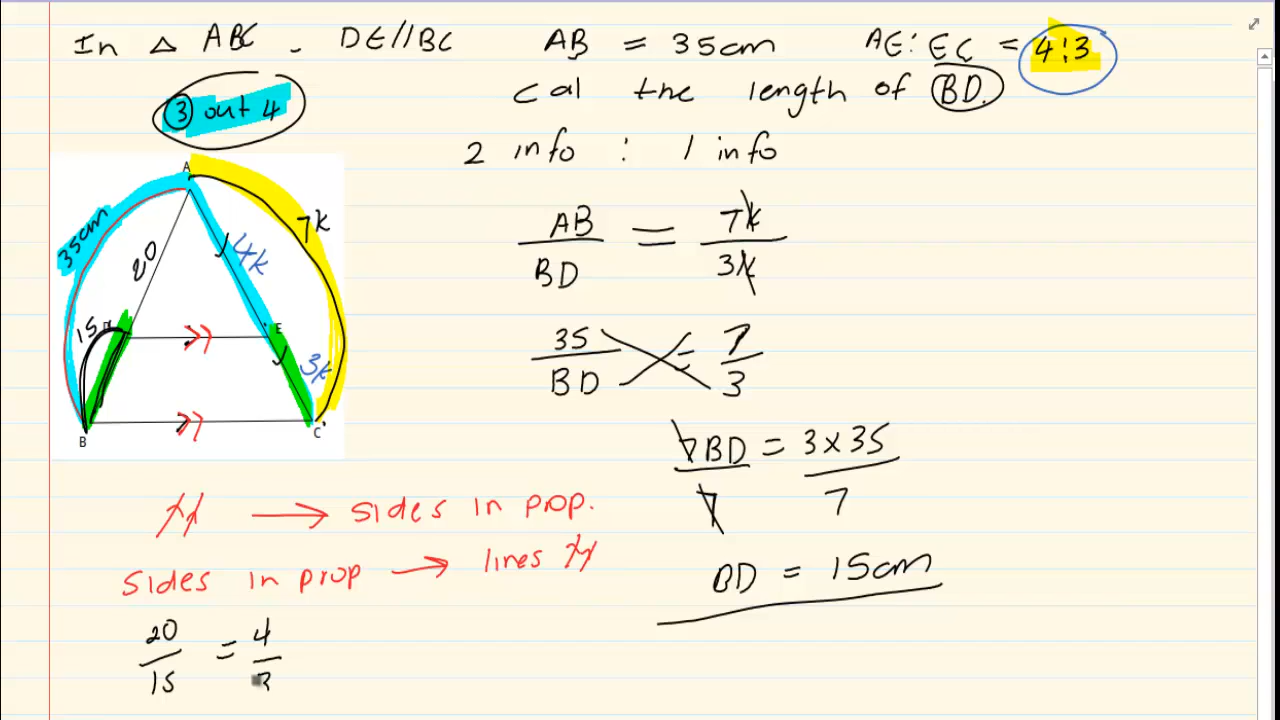 In △ ABC - DE//BC AB = 35cm AE : EC = 4:3
cal the length of BD.
③ out 4
2 info : 1 info
A
35cm
20
4k
7k
15
E
3k
B
C
AB/BD = 7k/3k
35/BD = 7/3
7BD/7 = 3 x 35/7
BD = 15cm
// → sides in prop.
sides in prop → lines //
20/15 = 4/3